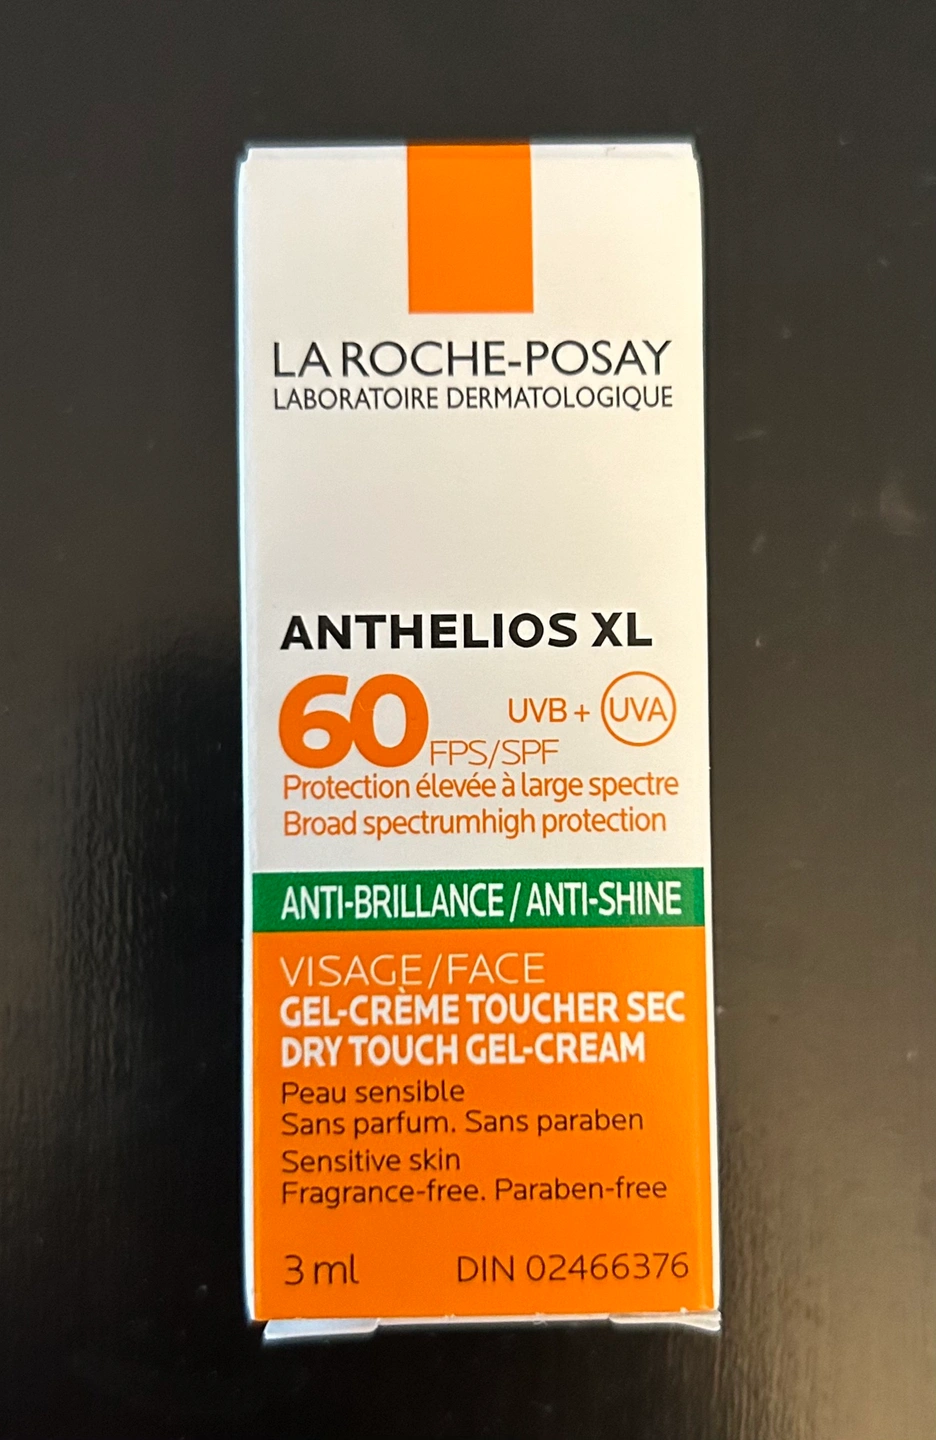 LA ROCHE-POSAY
LABORATOIRE DERMATOLOGIQUE
ANTHELIOS XL
60 FPS/SPF UVB + UVA
Protection élevée à large spectre
Broad spectrumhigh protection
ANTI-BRILLANCE / ANTI-SHINE
VISAGE/FACE
GEL-CRÈME TOUCHER SEC
DRY TOUCH GEL-CREAM
Peau sensible
Sans parfum. Sans paraben
Sensitive skin
Fragrance-free. Paraben-free
3 ml DIN 02466376